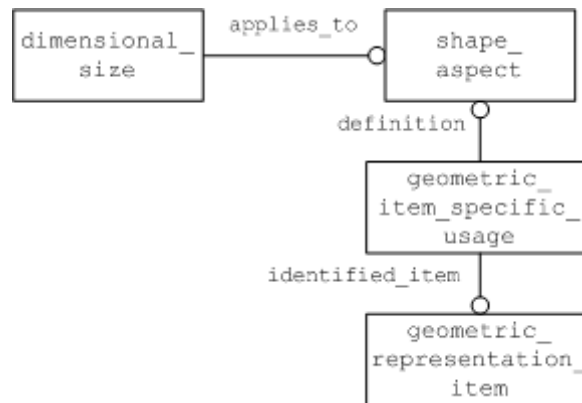 applies_to
dimensional_
size
shape_
aspect
definition
geometric_
item_specific_
usage
identified_item
geometric_
representation_
item